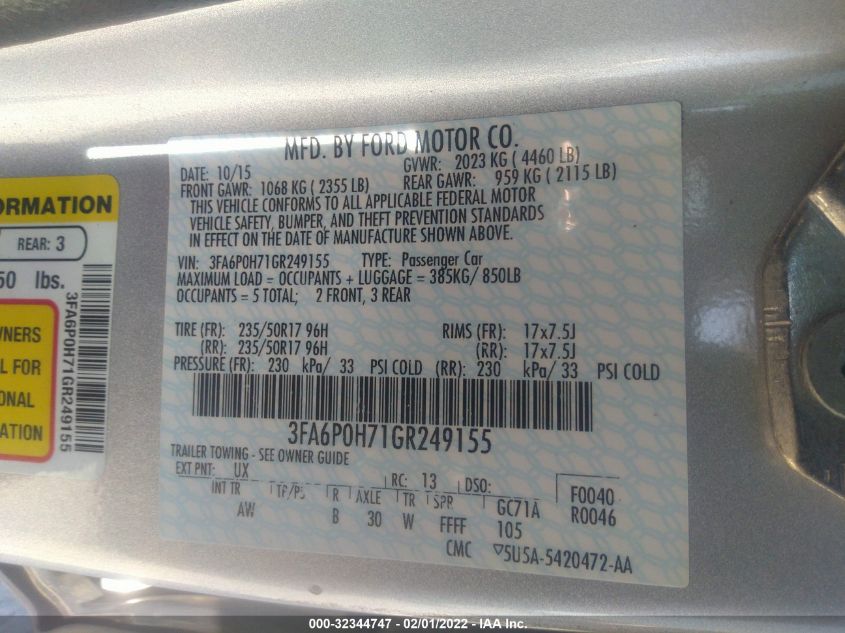 MFD. BY FORD MOTOR CO.
DATE: 10/15 GVWR: 2023 KG ( 4460 LB)
FRONT GAWR: 1068 KG ( 2355 LB) REAR GAWR: 959 KG ( 2115 LB)
THIS VEHICLE CONFORMS TO ALL APPLICABLE FEDERAL MOTOR
VEHICLE SAFETY, BUMPER, AND THEFT PREVENTION STANDARDS
IN EFFECT ON THE DATE OF MANUFACTURE SHOWN ABOVE.
VIN: 3FA6P0H71GR249155 TYPE: Passenger Car
MAXIMUM LOAD = OCCUPANTS + LUGGAGE = 385KG/ 850LB
OCCUPANTS = 5 TOTAL; 2 FRONT, 3 REAR
TIRE (FR): 235/50R17 96H RIMS (FR): 17x7.5J
(RR): 235/50R17 96H (RR): 17x7.5J
PRESSURE (FR): 230 kPa/ 33 PSI COLD (RR): 230 kPa/ 33 PSI COLD
3FA6P0H71GR249155
TRAILER TOWING - SEE OWNER GUIDE
EXT PNT: UX RC: 13 DSO:
INT TR TP/PS R AXLE TR SPR GC71A F0040
AW B 30 W FFFF 105 R0046
CMC ▽5U5A-5420472-AA
ORMATION
REAR: 3
50 lbs.
3FA6P0H71GR249155
WNERS
L FOR
ONAL
ATION
000-32344747 - 02/01/2022 - IAA Inc.